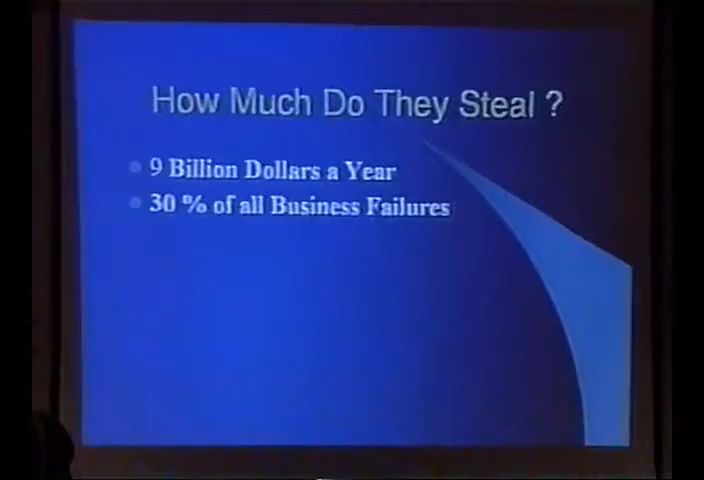 How Much Do They Steal ?
9 Billion Dollars a Year
30 % of all Business Failures